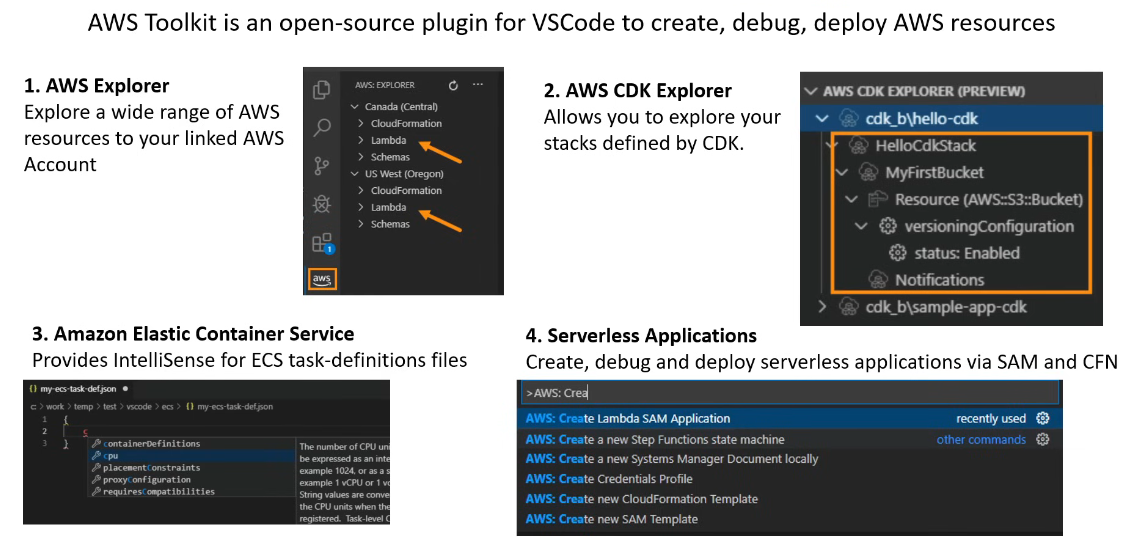 AWS Toolkit is an open-source plugin for VSCode to create, debug, deploy AWS resources
1. AWS Explorer
Explore a wide range of AWS
resources to your linked AWS
Account
AWS: EXPLORER
Canada (Central)
CloudFormation
Lambda
Schemas
US West (Oregon)
CloudFormation
Lambda
Schemas
1
aws
2. AWS CDK Explorer
Allows you to explore your
stacks defined by CDK.
AWS CDK EXPLORER (PREVIEW)
cdk_b\hello-cdk
HelloCdkStack
MyFirstBucket
Resource (AWS::S3::Bucket)
versioningConfiguration
status: Enabled
Notifications
cdk_b\sample-app-cdk
3. Amazon Elastic Container Service
Provides IntelliSense for ECS task-definitions files
{} my-ecs-task-def.json ●
c: > work > temp > test > vscode > ecs > {} my-ecs-task-def.json
1 {
2 c
3 }
containerDefinitions
cpu
placementConstraints
proxyConfiguration
requiresCompatibilities
The number of CPU uni
be expressed as an inte
example 1024, or as a s
example 1 vCPU or 1 vc
String values are conve
the CPU units when the
registered. Task-level C
4. Serverless Applications
Create, debug and deploy serverless applications via SAM and CFN
>AWS: Crea
AWS: Create Lambda SAM Application recently used
AWS: Create a new Step Functions state machine other commands
AWS: Create a new Systems Manager Document locally
AWS: Create Credentials Profile
AWS: Create new CloudFormation Template
AWS: Create new SAM Template